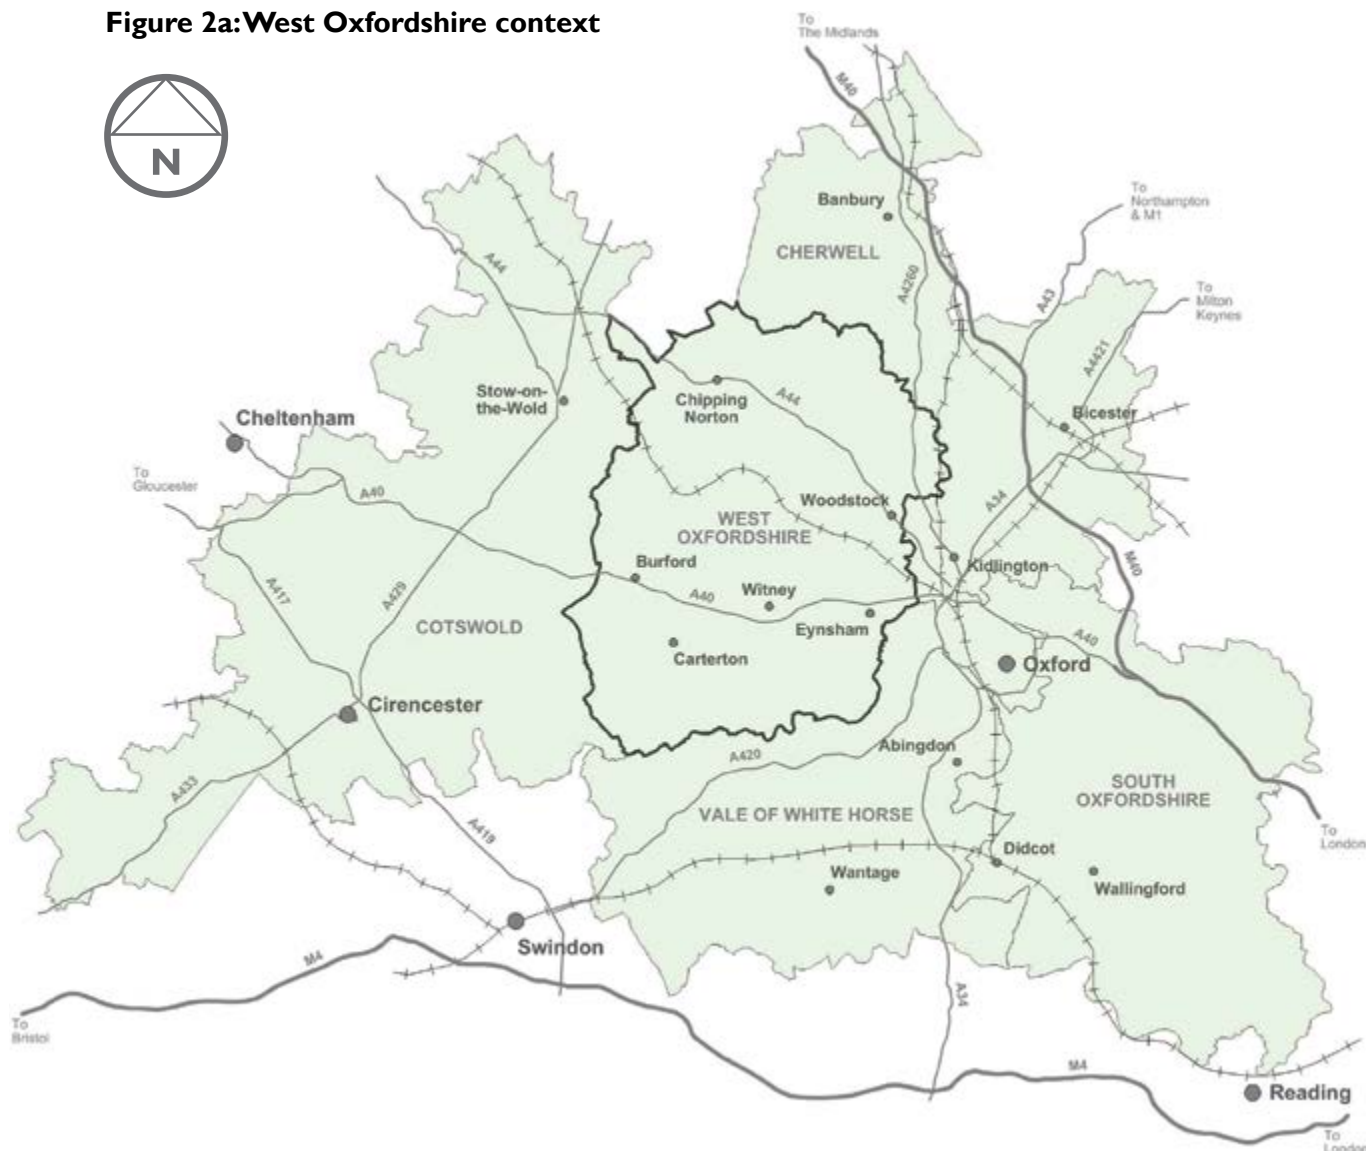 Figure 2a: West Oxfordshire context
N
To
The Midlands
M40
To
Northampton
& M1
Banbury
CHERWELL
A44
A4260
A43
To
Milton
Keynes
A4421
Stow-on-
the-Wold
Chipping
Norton
A44
Bicester
Cheltenham
To
Gloucester
A40
A34
Woodstock
WEST
OXFORDSHIRE
Kidlington
M40
Burford
A417
A429
A40
Witney
COTSWOLD
Eynsham
A40
Carterton
Oxford
Cirencester
A420
Abingdon
A433
SOUTH
OXFORDSHIRE
VALE OF WHITE HORSE
A419
To
London
Didcot
Wantage
Wallingford
Swindon
M4
A34
To
Bristol
M4
Reading
To
London